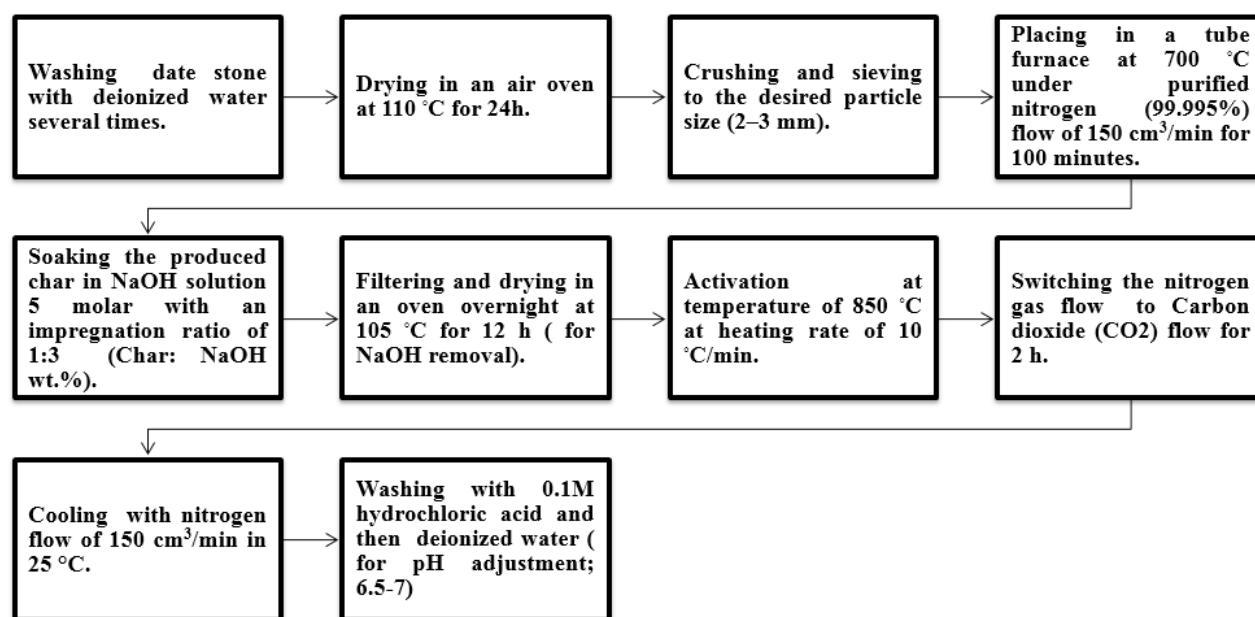 Washing date stone
with deionized water
several times.
Drying in an air oven
at 110 ˚C for 24h.
Crushing and sieving
to the desired particle
size (2–3 mm).
Placing in a tube
furnace at 700 ˚C
under purified
nitrogen (99.995%)
flow of 150 cm³/min for
100 minutes.
Soaking the produced
char in NaOH solution
5 molar with an
impregnation ratio of
1:3 (Char: NaOH
wt.%).
Filtering and drying in
an oven overnight at
105 ˚C for 12 h ( for
NaOH removal).
Activation at
temperature of 850 ˚C
at heating rate of 10
˚C/min.
Switching the nitrogen
gas flow to Carbon
dioxide (CO2) flow for
2 h.
Cooling with nitrogen
flow of 150 cm³/min in
25 °C.
Washing with 0.1M
hydrochloric acid and
then deionized water (
for pH adjustment;
6.5-7)